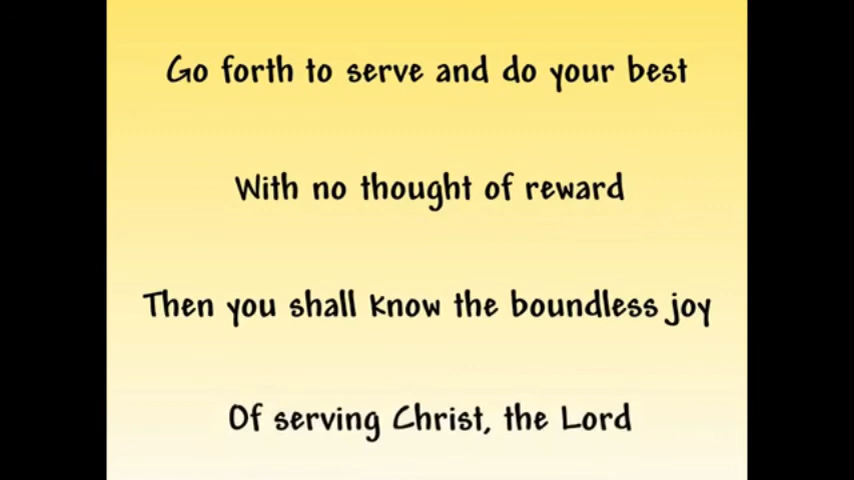 Go forth to serve and do your best
With no thought of reward
Then you shall know the boundless joy
Of serving Christ, the Lord